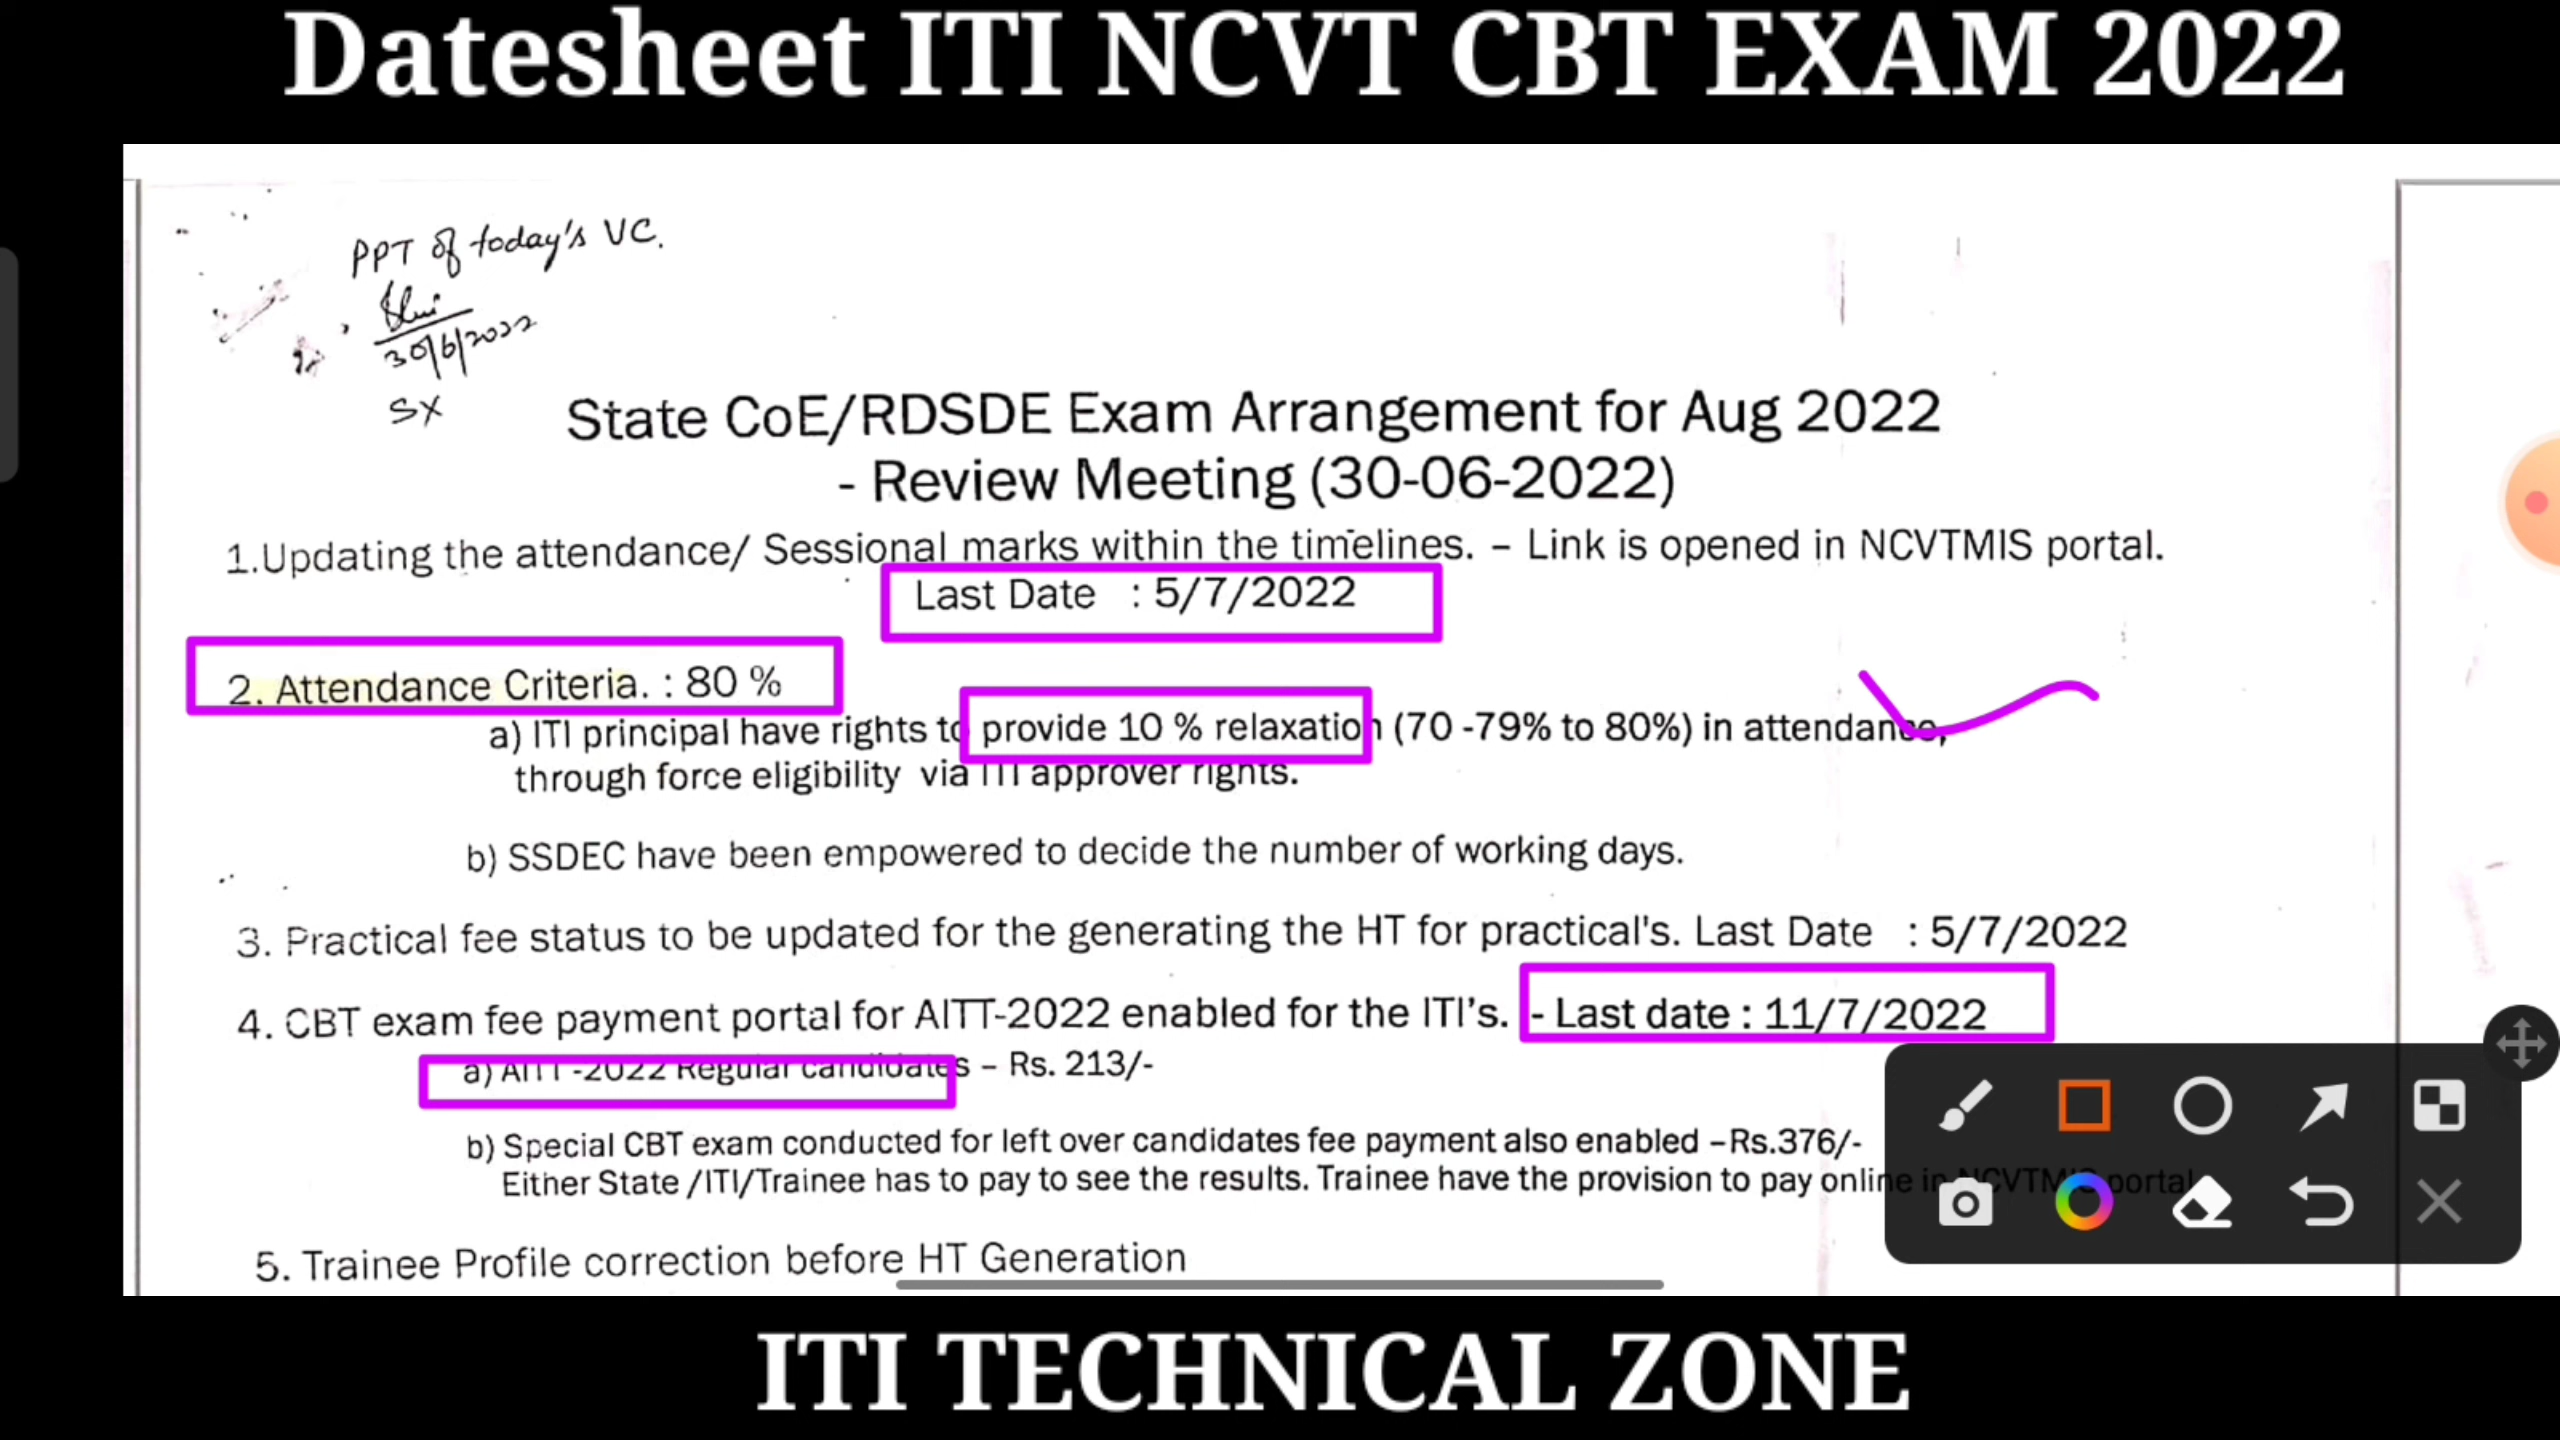 Datesheet ITI NCVT CBT EXAM 2022
PPT of today's VC.
30/6/2022
SX
State CoE/RDSDE Exam Arrangement for Aug 2022
- Review Meeting (30-06-2022)
1.Updating the attendance/ Sessional marks within the timelines. – Link is opened in NCVTMIS portal.
Last Date : 5/7/2022
2. Attendance Criteria. : 80 %
a) ITI principal have rights to provide 10 % relaxation (70 -79% to 80%) in attendance,
through force eligibility via ITI approver rights.
b) SSDEC have been empowered to decide the number of working days.
3. Practical fee status to be updated for the generating the HT for practical's. Last Date : 5/7/2022
4. CBT exam fee payment portal for AITT-2022 enabled for the ITI's. - Last date : 11/7/2022
a) AITT -2022 Regular candidates – Rs. 213/-
b) Special CBT exam conducted for left over candidates fee payment also enabled –Rs.376/-
Either State /ITI/Trainee has to pay to see the results. Trainee have the provision to pay online in NCVTMIS portal
5. Trainee Profile correction before HT Generation
ITI TECHNICAL ZONE